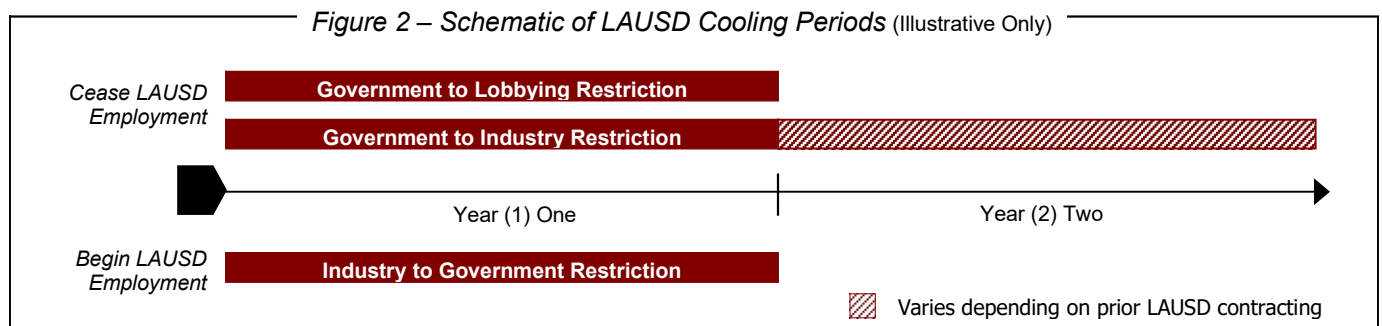 Figure 2 – Schematic of LAUSD Cooling Periods (Illustrative Only)
Cease LAUSD
Employment
Government to Lobbying Restriction
Government to Industry Restriction
Year (1) One
Year (2) Two
Begin LAUSD
Employment
Industry to Government Restriction
Varies depending on prior LAUSD contracting